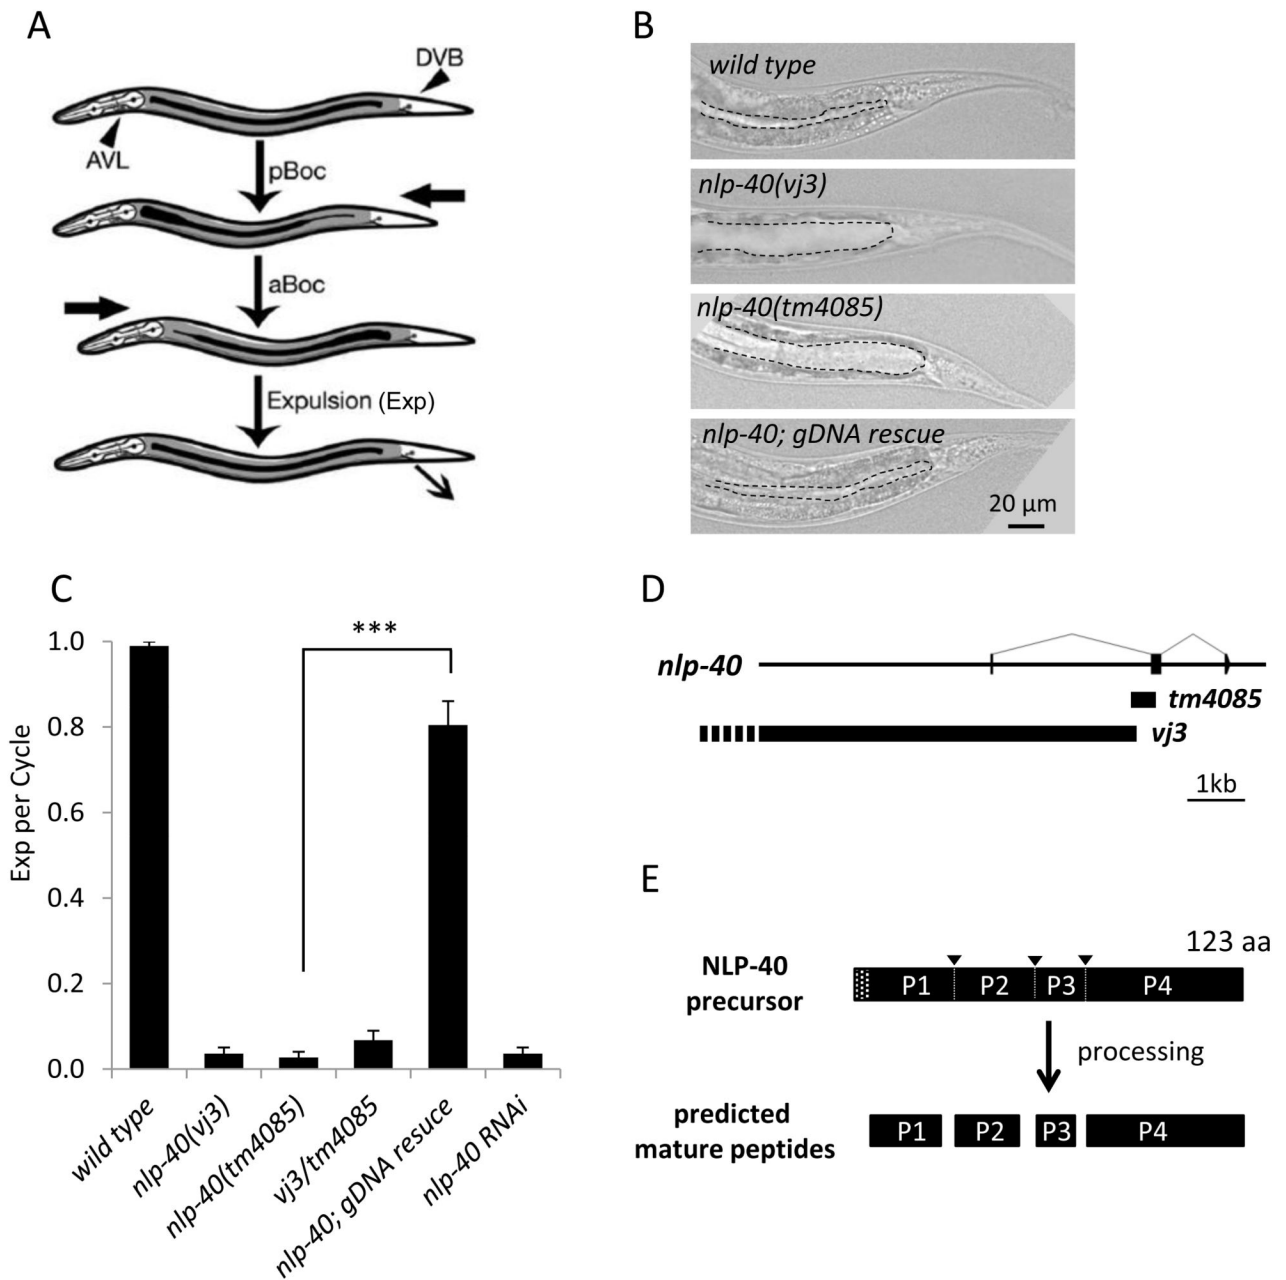 A
DVB
AVL
pBoc
aBoc
Expulsion (Exp)
B
wild type
nlp-40(vj3)
nlp-40(tm4085)
nlp-40; gDNA rescue
20 µm
C
***
1.0
0.8
0.6
0.4
0.2
0.0
Exp per Cycle
wild type
nlp-40(vj3)
nlp-40(tm4085)
vj3/tm4085
nlp-40; gDNA resuce
nlp-40 RNAi
D
nlp-40
tm4085
vj3
1kb
E
123 aa
NLP-40
precursor
P1 P2 P3 P4
processing
predicted
mature peptides
P1 P2 P3 P4